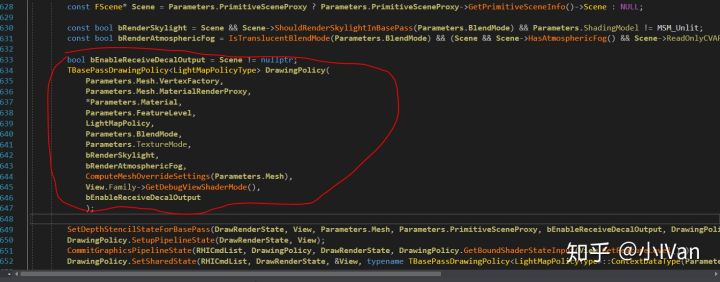 628 const FScene* Scene = Parameters.PrimitiveSceneProxy ? Parameters.PrimitiveSceneProxy->GetPrimitiveSceneInfo()->Scene : NULL;
629
630 const bool bRenderSkylight = Scene && Scene->ShouldRenderSkylightInBasePass(Parameters.BlendMode) && Parameters.ShadingModel != MSM_Unlit;
631 const bool bRenderAtmosphericFog = IsTranslucentBlendMode(Parameters.BlendMode) && (Scene && Scene->HasAtmosphericFog() && Scene->ReadOnlyCVAR
632
633 bool bEnableReceiveDecalOutput = Scene != nullptr;
634 TBasePassDrawingPolicy<LightMapPolicyType> DrawingPolicy(
635 Parameters.Mesh.VertexFactory,
636 Parameters.Mesh.MaterialRenderProxy,
637 *Parameters.Material,
638 Parameters.FeatureLevel,
639 LightMapPolicy,
640 Parameters.BlendMode,
641 Parameters.TextureMode,
642 bRenderSkylight,
643 bRenderAtmosphericFog,
644 ComputeMeshOverrideSettings(Parameters.Mesh),
645 View.Family->GetDebugViewShaderMode(),
646 bEnableReceiveDecalOutput
647 );
648
649 SetDepthStencilStateForBasePass(DrawRenderState, View, Parameters.Mesh, Parameters.PrimitiveSceneProxy, bEnableReceiveDecalOutput, DrawingPo
650 DrawingPolicy.SetupPipelineState(DrawRenderState, View);
651 CommitGraphicsPipelineState(RHICmdList, DrawingPolicy, DrawRenderState, DrawingPolicy.GetBoundShaderStateInpu
652 DrawingPolicy.SetSharedState(RHICmdList, DrawRenderState, &View, typename TBasePassDrawingPolicy<LightMapPolicyType>::ContextDataType(Parame
知乎 @小IVan